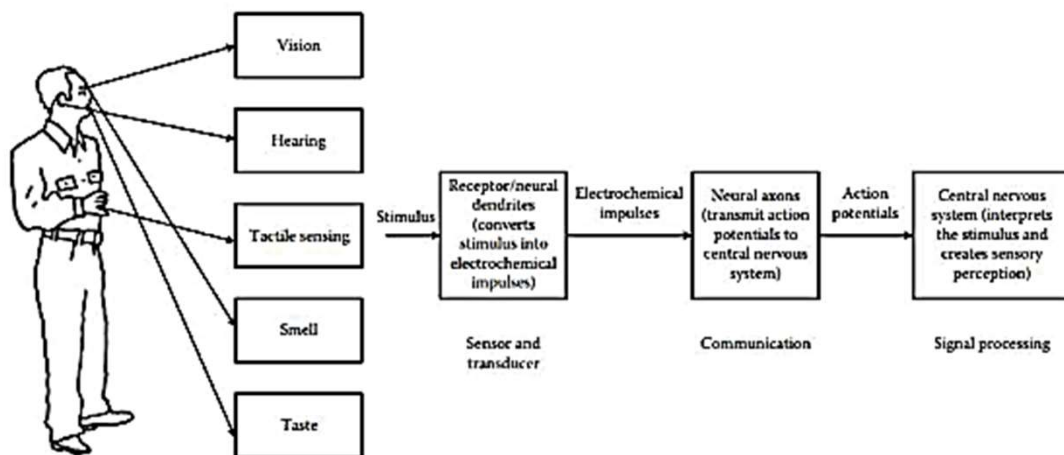 Vision
Hearing
Tactile sensing
Smell
Taste
Stimulus
Receptor/neural
dendrites
(converts
stimulus into
electrochemical
impulses)
Sensor and
transducer
Electrochemical
impulses
Neural axons
(transmit action
potentials to
central nervous
system)
Communication
Action
potentials
Central nervous
system (interprets
the stimulus and
creates sensory
perception)
Signal processing